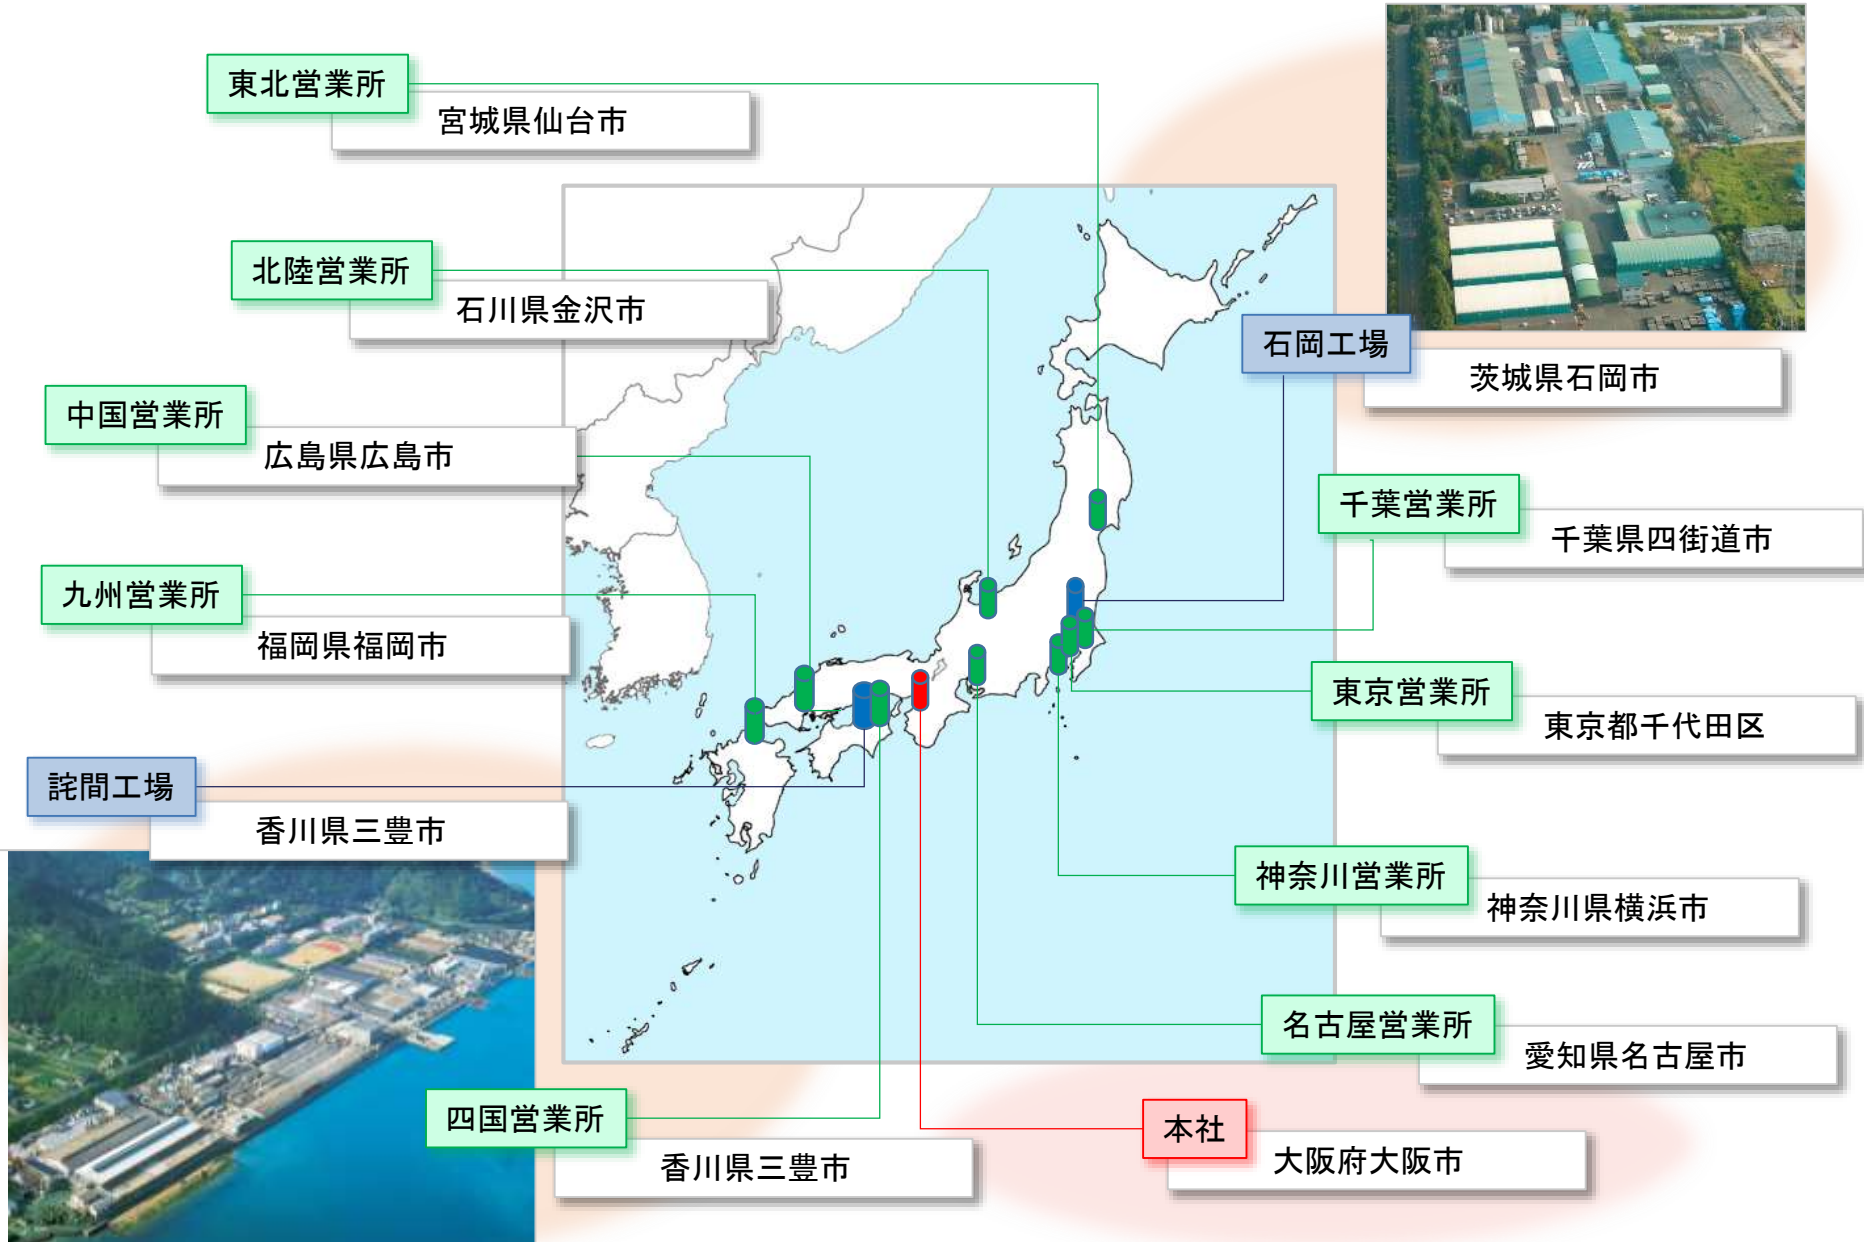 東北営業所
宮城県仙台市
北陸営業所
石川県金沢市
石岡工場
茨城県石岡市
中国営業所
広島県広島市
千葉営業所
千葉県四街道市
九州営業所
福岡県福岡市
東京営業所
東京都千代田区
詫間工場
香川県三豊市
神奈川営業所
神奈川県横浜市
名古屋営業所
愛知県名古屋市
四国営業所
香川県三豊市
本社
大阪府大阪市